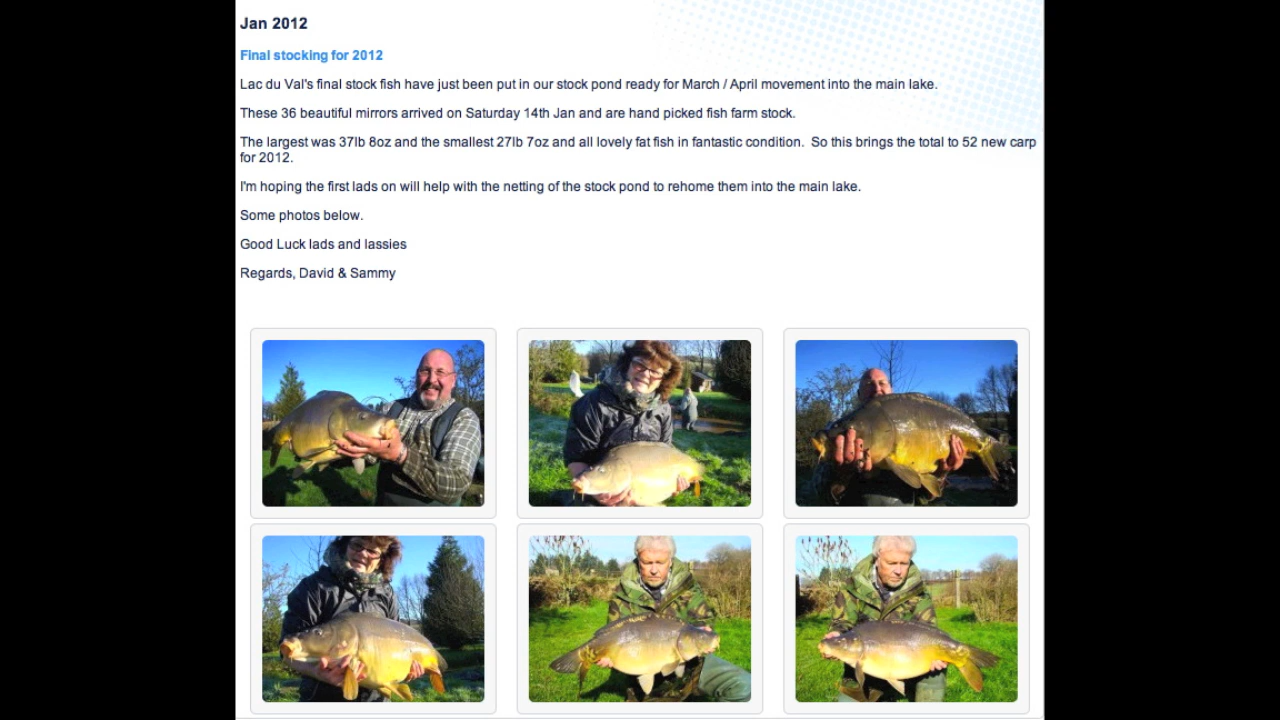 Jan 2012
Final stocking for 2012
Lac du Val's final stock fish have just been put in our stock pond ready for March / April movement into the main lake.
These 36 beautiful mirrors arrived on Saturday 14th Jan and are hand picked fish farm stock.
The largest was 37lb 8oz and the smallest 27lb 7oz and all lovely fat fish in fantastic condition.  So this brings the total to 52 new carp
for 2012.
I'm hoping the first lads on will help with the netting of the stock pond to rehome them into the main lake.
Some photos below.
Good Luck lads and lassies
Regards, David & Sammy